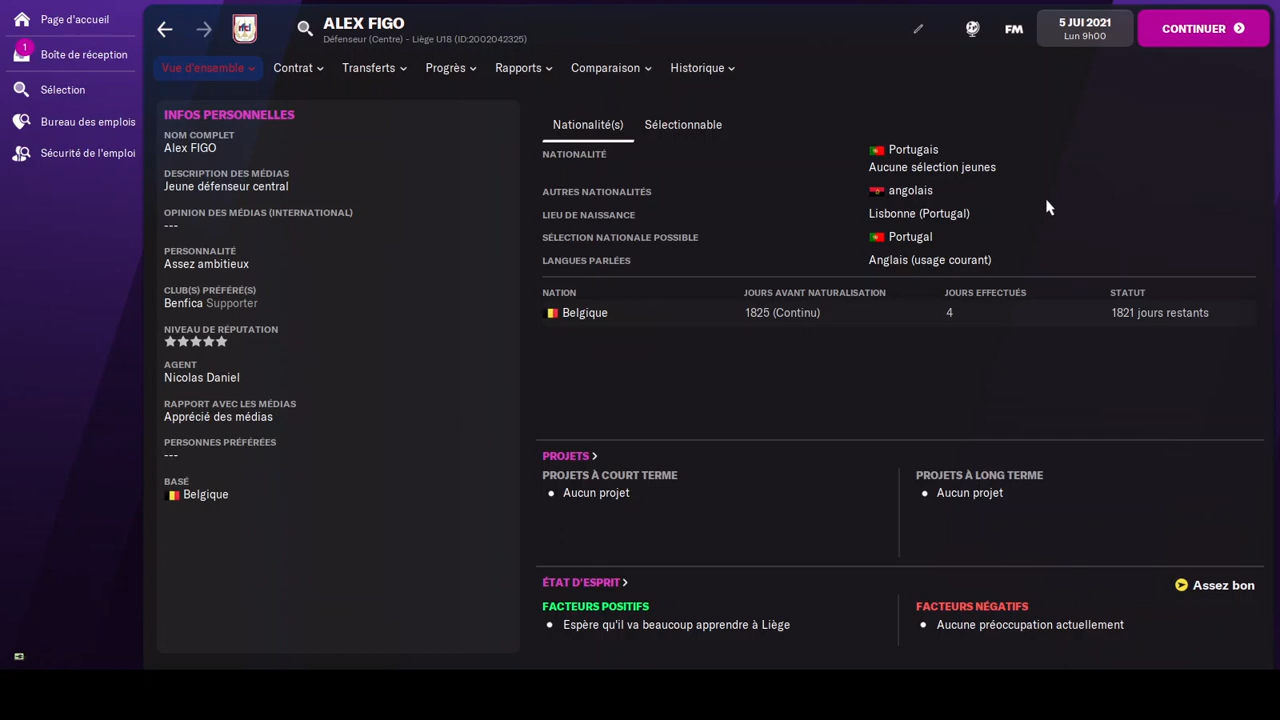 Page d'accueil
1
Boîte de réception
Sélection
Bureau des emplois
Sécurité de l'emploi
ALEX FIGO
Défenseur (Centre) - Liège U18 (ID:2002042325)
FM
5 JUI 2021
Lun 9h00
CONTINUER
Vue d'ensemble
Contrat
Transferts
Progrès
Rapports
Comparaison
Historique
INFOS PERSONNELLES
NOM COMPLET
Alex FIGO
DESCRIPTION DES MÉDIAS
Jeune défenseur central
OPINION DES MÉDIAS (INTERNATIONAL)
---
PERSONNALITÉ
Assez ambitieux
CLUB(S) PRÉFÉRÉ(S)
Benfica Supporter
NIVEAU DE RÉPUTATION
AGENT
Nicolas Daniel
RAPPORT AVEC LES MÉDIAS
Apprécié des médias
PERSONNES PRÉFÉRÉES
---
BASÉ
Belgique
Nationalité(s) Sélectionnable
NATIONALITÉ Portugais
Aucune sélection jeunes
AUTRES NATIONALITÉS angolais
LIEU DE NAISSANCE Lisbonne (Portugal)
SÉLECTION NATIONALE POSSIBLE Portugal
LANGUES PARLÉES Anglais (usage courant)
NATION JOURS AVANT NATURALISATION JOURS EFFECTUÉS STATUT
Belgique 1825 (Continu) 4 1821 jours restants
PROJETS
PROJETS À COURT TERME
Aucun projet
PROJETS À LONG TERME
Aucun projet
ÉTAT D'ESPRIT
Assez bon
FACTEURS POSITIFS
Espère qu'il va beaucoup apprendre à Liège
FACTEURS NÉGATIFS
Aucune préoccupation actuellement